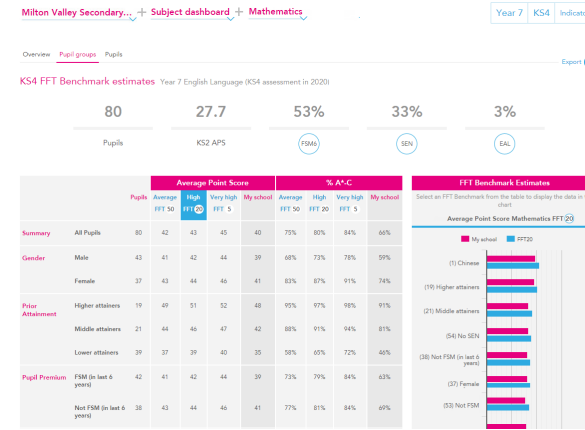 Milton Valley Secondary... + Subject dashboard + Mathematics
Year 7 KS4 Indicato
Overview Pupil groups Pupils
Export
KS4 FFT Benchmark estimates Year 7 English Language (KS4 assessment in 2020)
80 27.7 53% 33% 3%
Pupils KS2 APS FSM6 SEN EAL
Average Point Score % A*-C
Pupils Average High Very high My school Average High Very high My school
FFT 50 FFT 20 FFT 5 FFT 50 FFT 20 FFT 5
Summary All Pupils 80 42 43 45 40 75% 80% 84% 66%
Gender Male 43 41 42 44 39 68% 73% 78% 59%
Female 37 43 44 46 41 83% 87% 91% 74%
Prior Attainment Higher attainers 19 49 51 52 48 95% 97% 98% 91%
Middle attainers 21 44 46 47 42 88% 91% 94% 81%
Lower attainers 39 37 39 40 35 58% 65% 72% 46%
Pupil Premium FSM (in last 6 years) 42 41 42 44 39 73% 79% 84% 63%
Not FSM (in last 6 years) 38 43 44 46 41 77% 81% 84% 69%
FFT Benchmark Estimates
Select an FFT Benchmark from the table to display the data in
chart
Average Point Score Mathematics FFT 20
My school FFT20
(1) Chinese
(19) Higher attainers
(21) Middle attainers
(54) No SEN
(38) Not FSM (in last 6
years)
(37) Female
(53) Not FSM